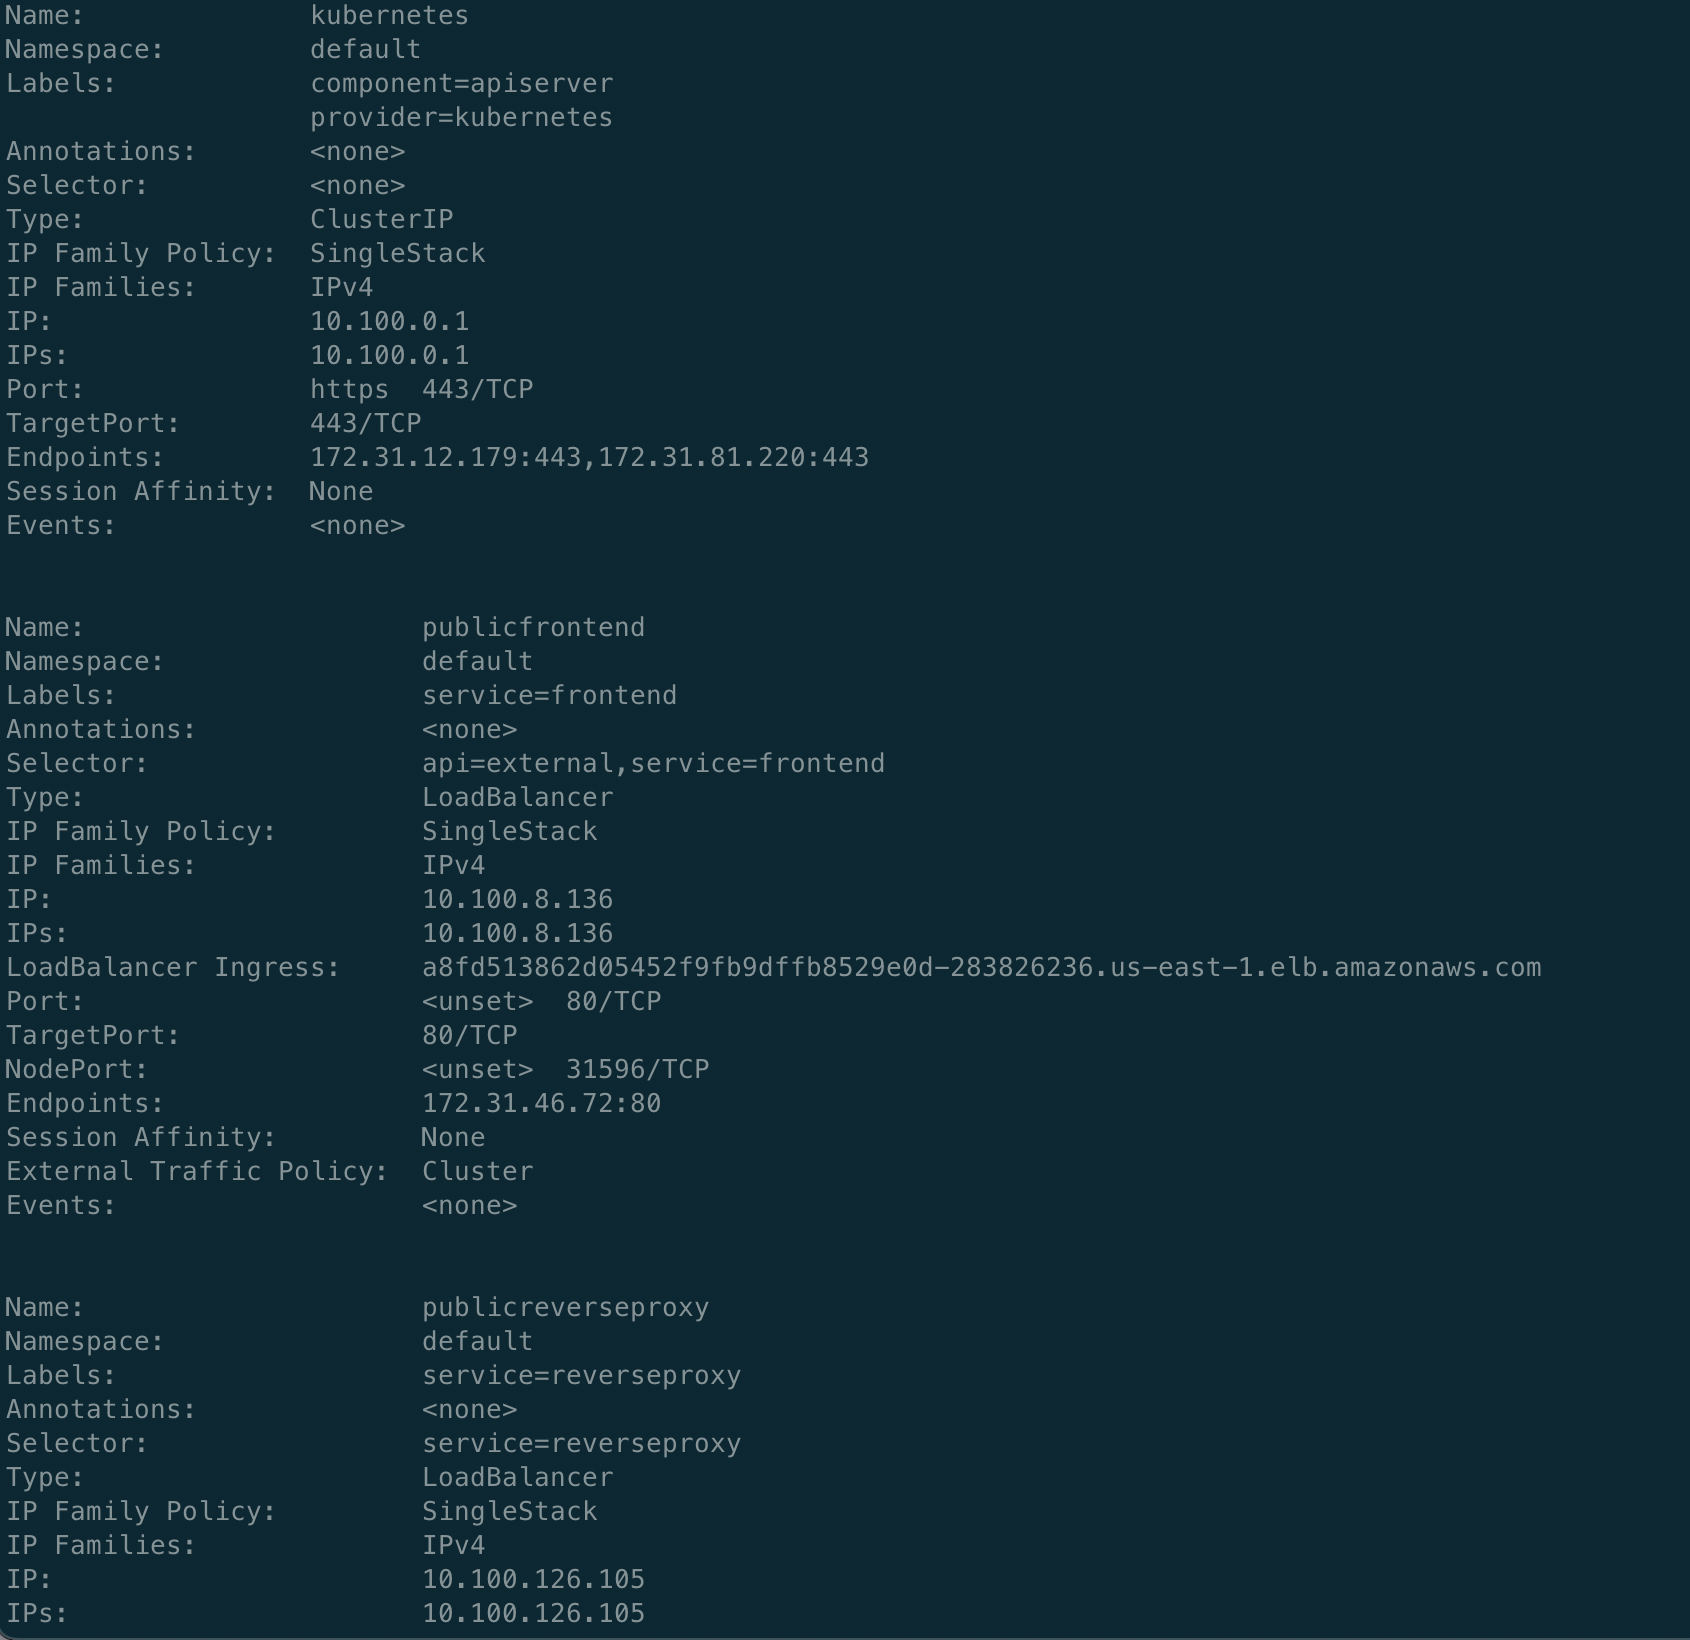 Name:              kubernetes
Namespace:         default
Labels:            component=apiserver
                   provider=kubernetes
Annotations:       <none>
Selector:          <none>
Type:              ClusterIP
IP Family Policy:  SingleStack
IP Families:       IPv4
IP:                10.100.0.1
IPs:               10.100.0.1
Port:              https  443/TCP
TargetPort:        443/TCP
Endpoints:         172.31.12.179:443,172.31.81.220:443
Session Affinity:  None
Events:            <none>
Name:                     publicfrontend
Namespace:                default
Labels:                   service=frontend
Annotations:              <none>
Selector:                 api=external,service=frontend
Type:                     LoadBalancer
IP Family Policy:         SingleStack
IP Families:              IPv4
IP:                       10.100.8.136
IPs:                      10.100.8.136
LoadBalancer Ingress:     a8fd513862d05452f9fb9dffb8529e0d-283826236.us-east-1.elb.amazonaws.com
Port:                     <unset>  80/TCP
TargetPort:               80/TCP
NodePort:                 <unset>  31596/TCP
Endpoints:                172.31.46.72:80
Session Affinity:         None
External Traffic Policy:  Cluster
Events:                   <none>
Name:                     publicreverseproxy
Namespace:                default
Labels:                   service=reverseproxy
Annotations:              <none>
Selector:                 service=reverseproxy
Type:                     LoadBalancer
IP Family Policy:         SingleStack
IP Families:              IPv4
IP:                       10.100.126.105
IPs:                      10.100.126.105